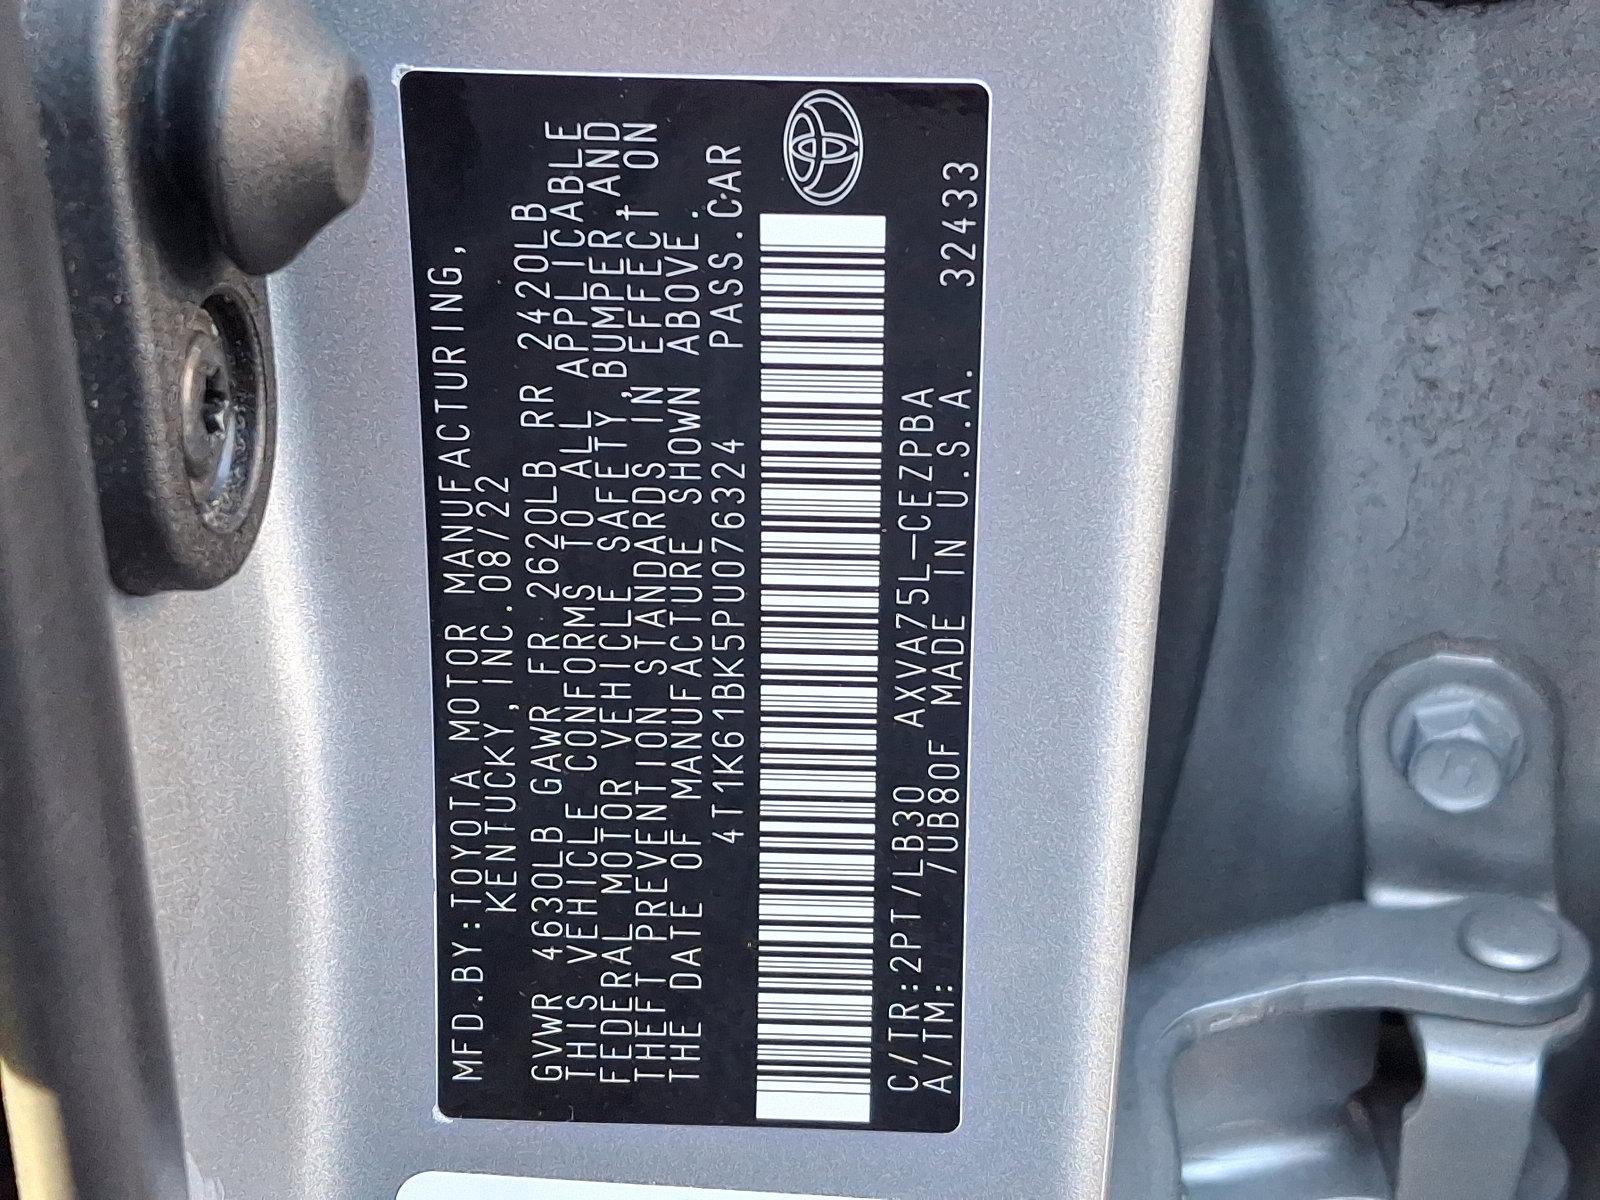 MFD.BY:TOYOTA MOTOR MANUFACTURING,
KENTUCKY, INC. 08/22
GVWR 4630LB GAWR FR 2620LB RR 2420LB
THIS VEHICLE CONFORMS TO ALL APPLICABLE
FEDERAL MOTOR VEHICLE SAFETY, BUMPER, AND
THEFT PREVENTION STANDARDS IN EFFECT ON
THE DATE OF MANUFACTURE SHOWN ABOVE.
4T1K61BK5PU076324 PASS.CAR
C/TR:2PT/LB30 AXVA75L-CEZPBA
A/TM: /UB80F MADE IN U.S.A. 32433